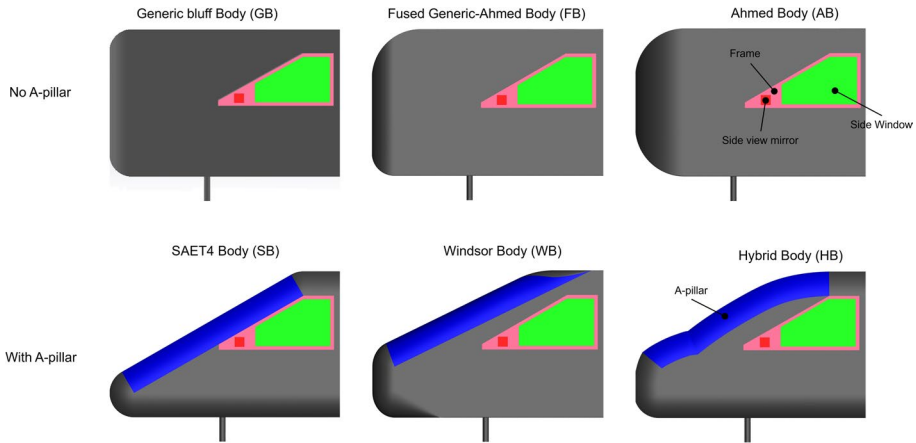 Generic bluff Body (GB)
Fused Generic-Ahmed Body (FB)
Ahmed Body (AB)
No A-pillar
Frame
Side Window
Side view mirror
SAET4 Body (SB)
Windsor Body (WB)
Hybrid Body (HB)
A-pillar
With A-pillar